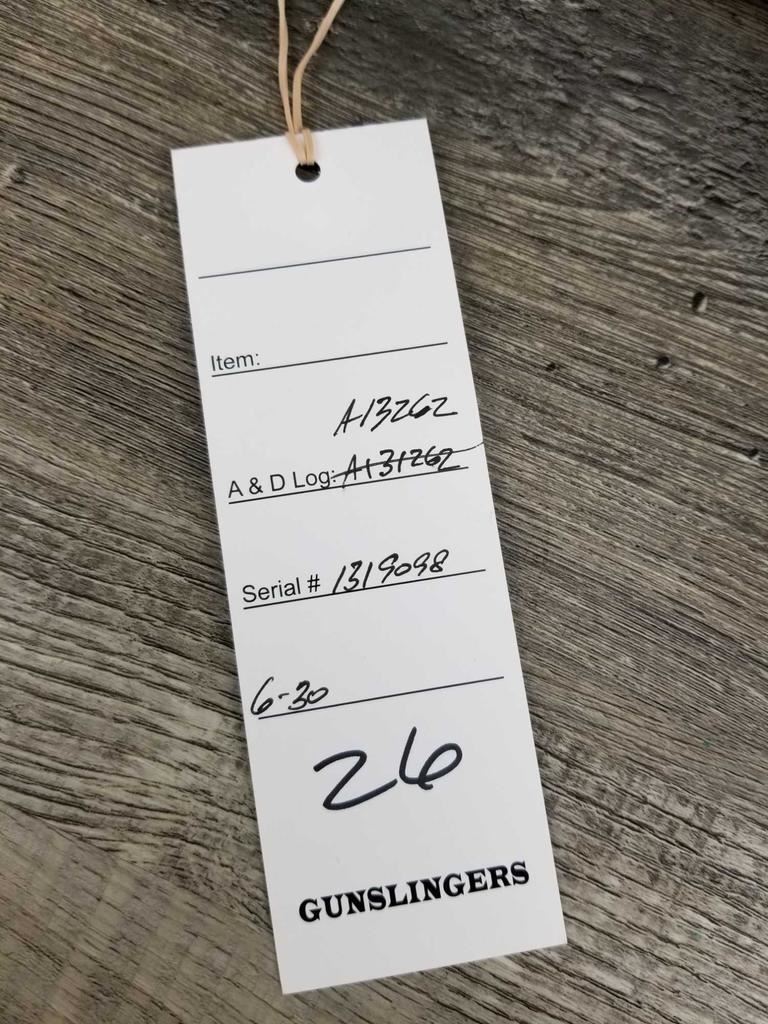 Item:
A13262
A & D Log: A131262
Serial # 1319098
6-30
26
GUNSLINGERS